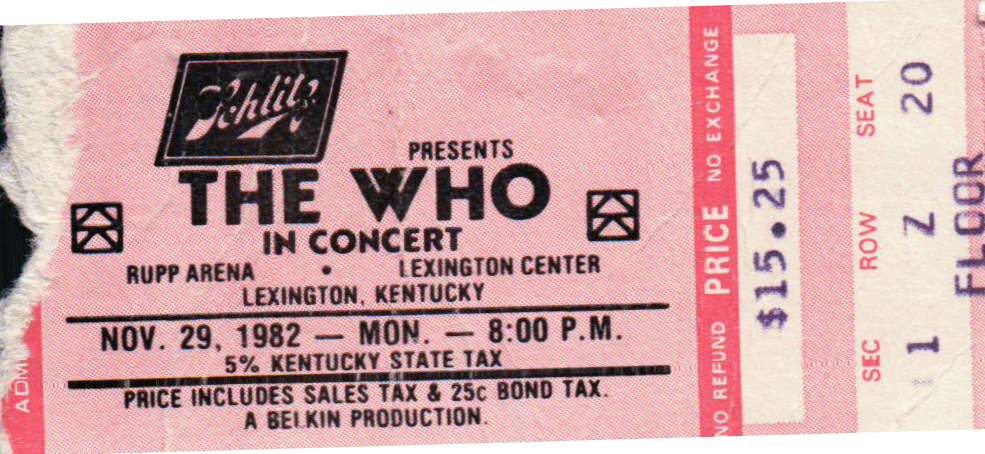 Schlitz
PRESENTS
THE WHO
IN CONCERT
RUPP ARENA • LEXINGTON CENTER
LEXINGTON, KENTUCKY
NOV. 29, 1982 — MON. — 8:00 P.M.
5% KENTUCKY STATE TAX
PRICE INCLUDES SALES TAX & 25c BOND TAX.
A BELKIN PRODUCTION.
ADM
NO REFUND PRICE NO EXCHANGE
$15.25
SEC ROW SEAT
1 Z 20
FLOOR